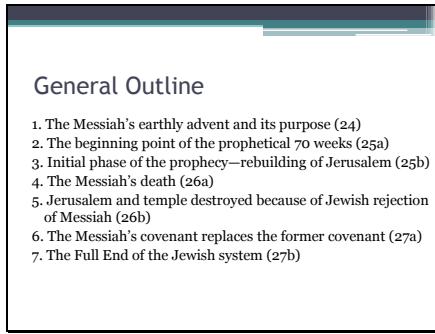 General Outline
1. The Messiah’s earthly advent and its purpose (24)
2. The beginning point of the prophetical 70 weeks (25a)
3. Initial phase of the prophecy—rebuilding of Jerusalem (25b)
4. The Messiah’s death (26a)
5. Jerusalem and temple destroyed because of Jewish rejection
of Messiah (26b)
6. The Messiah’s covenant replaces the former covenant (27a)
7. The Full End of the Jewish system (27b)